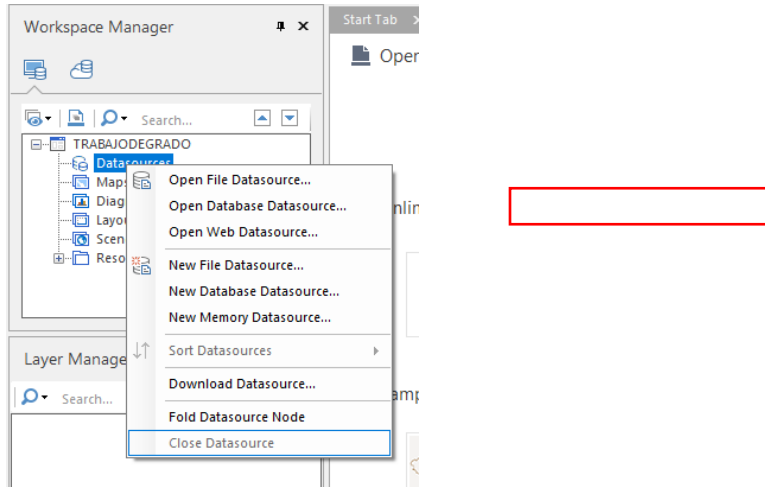 Workspace Manager
Start Tab
Oper
Search...
TRABAJODEGRADO
Datasources
Maps
Diag
Layou
Scen
Reso
Open File Datasource...
Open Database Datasource...
Open Web Datasource...
New File Datasource...
New Database Datasource...
New Memory Datasource...
Sort Datasources
Download Datasource...
Fold Datasource Node
Close Datasource
nlin
Layer Manage
Search...
amp